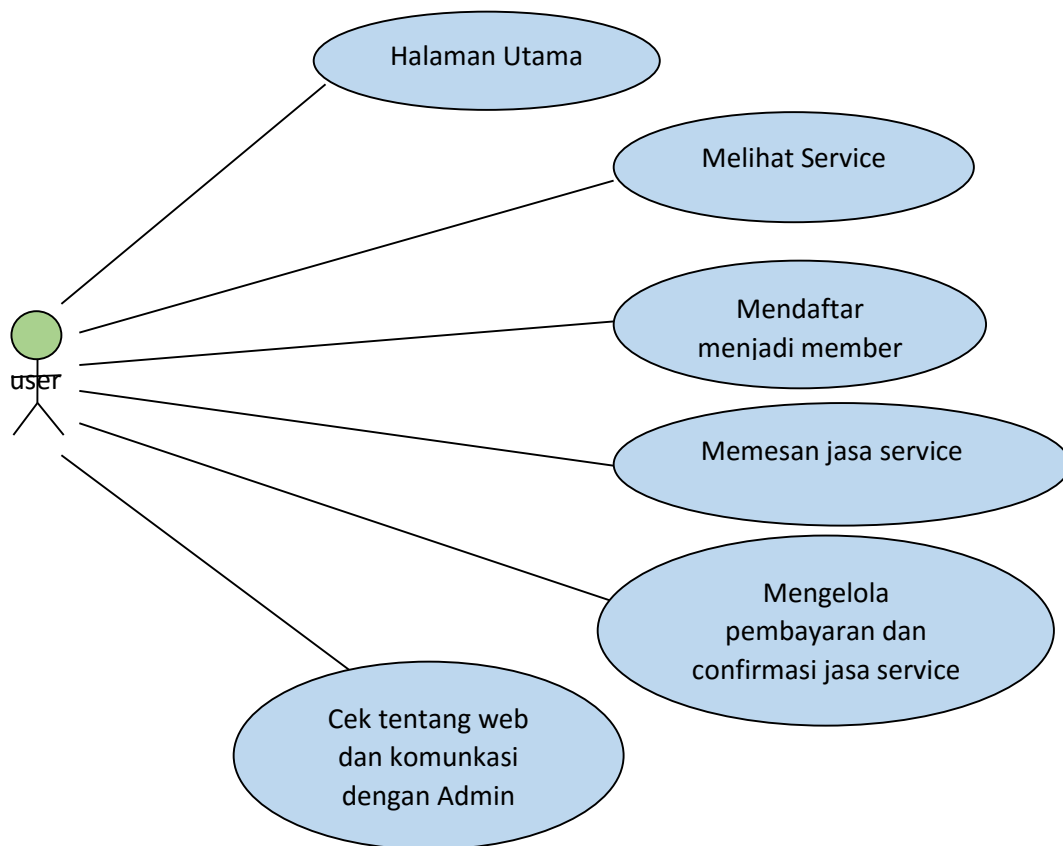 Halaman Utama
Melihat Service
Mendaftar
menjadi member
user
Memesan jasa service
Mengelola
pembayaran dan
confirmasi jasa service
Cek tentang web
dan komunkasi
dengan Admin